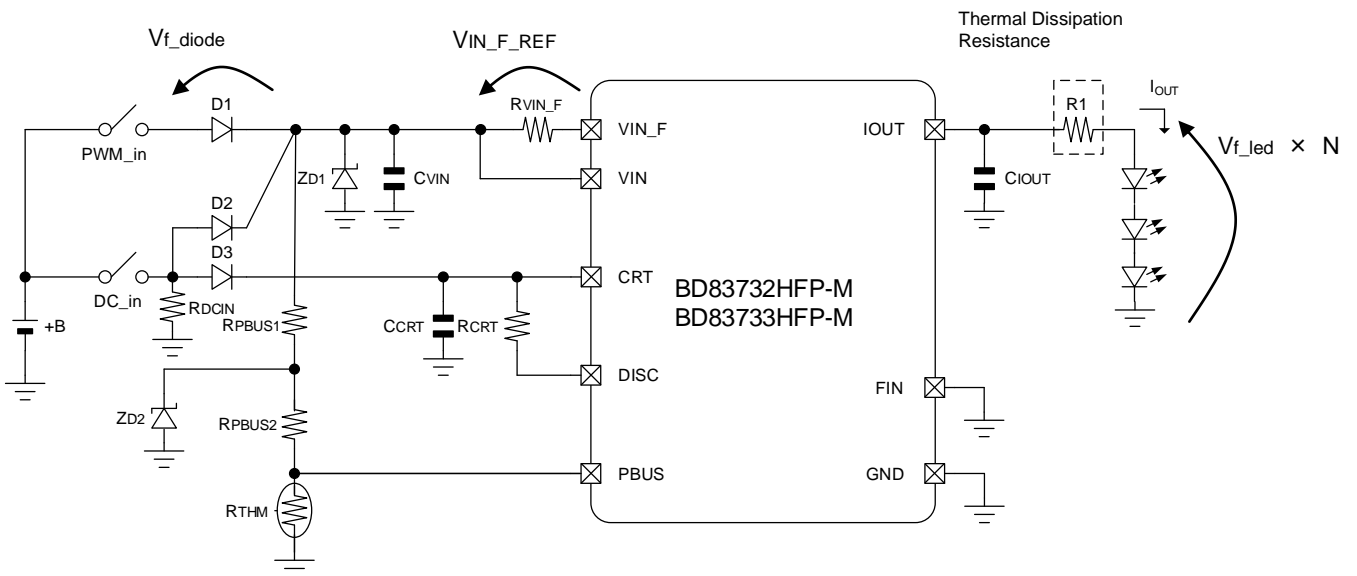 Thermal Dissipation
Resistance
Vf_diode
VIN_F_REF
D1
RVIN_F
R1
IOUT
PWM_in
VIN_F
IOUT
Vf_led × N
ZD1
CVIN
VIN
CIOUT
D2
D3
CRT
DC_in
RDCIN
BD83732HFP-M
BD83733HFP-M
+B
RPBUS1
CCRT
RCRT
DISC
FIN
ZD2
RPBUS2
PBUS
GND
RTHM